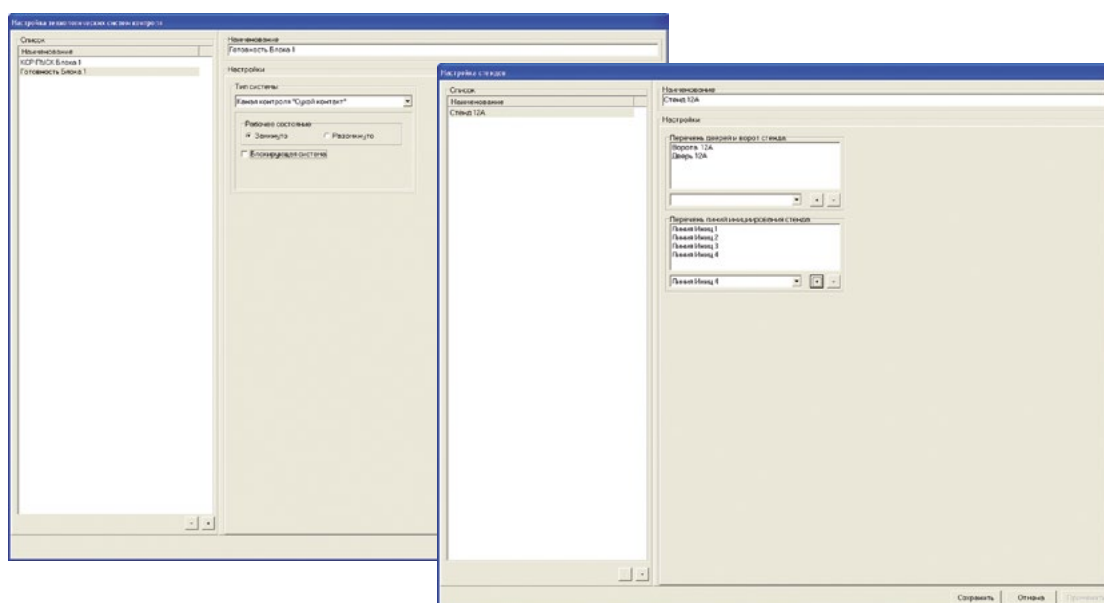 Настройка технологических систем контроля
Список
Наименование
КСР ПУСК Блока 1
Готовность Блока 1
Наименование
Готовность Блока 1
Настройки
Тип системы
Канал контроля "Сухой контакт"
Рабочее состояние
Замкнуто
Разомкнуто
Блокирующая система
Настройка стендов
Список
Наименование
Стенд 12А
Наименование
Стенд 12А
Настройки
Перечень дверей и ворот стенда
Ворота 12А
Дверь 12А
Перечень линий инициирования стенда
Линия Иниц 1
Линия Иниц 2
Линия Иниц 3
Линия Иниц 4
Линия Иниц 4
Сохранить
Отмена
Применить